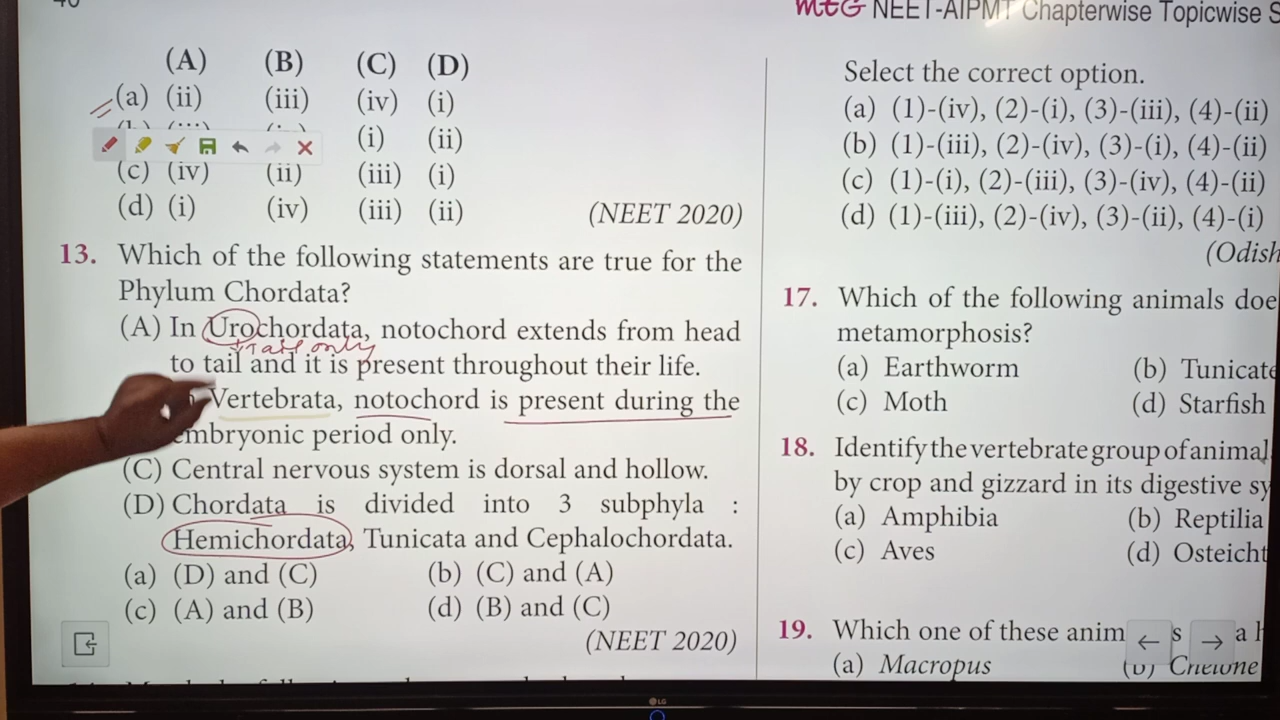 MtG NEET-AIPMT Chapterwise Topicwise S
(A) (B) (C) (D)
(a) (ii) (iii) (iv) (i)
(i) (ii)
(c) (iv) (ii) (iii) (i)
(d) (i) (iv) (iii) (ii)
(NEET 2020)
13. Which of the following statements are true for the
Phylum Chordata?
(A) In Urochordata, notochord extends from head
Tail only
to tail and it is present throughout their life.
Vertebrata, notochord is present during the
embryonic period only.
(C) Central nervous system is dorsal and hollow.
(D) Chordata is divided into 3 subphyla :
Hemichordata, Tunicata and Cephalochordata.
(a) (D) and (C) (b) (C) and (A)
(c) (A) and (B) (d) (B) and (C)
(NEET 2020)
Select the correct option.
(a) (1)-(iv), (2)-(i), (3)-(iii), (4)-(ii)
(b) (1)-(iii), (2)-(iv), (3)-(i), (4)-(ii)
(c) (1)-(i), (2)-(iii), (3)-(iv), (4)-(ii)
(d) (1)-(iii), (2)-(iv), (3)-(ii), (4)-(i)
(Odish
17. Which of the following animals doe
metamorphosis?
(a) Earthworm (b) Tunicate
(c) Moth (d) Starfish
18. Identify the vertebrate group of animal
by crop and gizzard in its digestive sy
(a) Amphibia (b) Reptilia
(c) Aves (d) Osteicht
19. Which one of these anim s a h
(a) Macropus (b) Chelone
LG